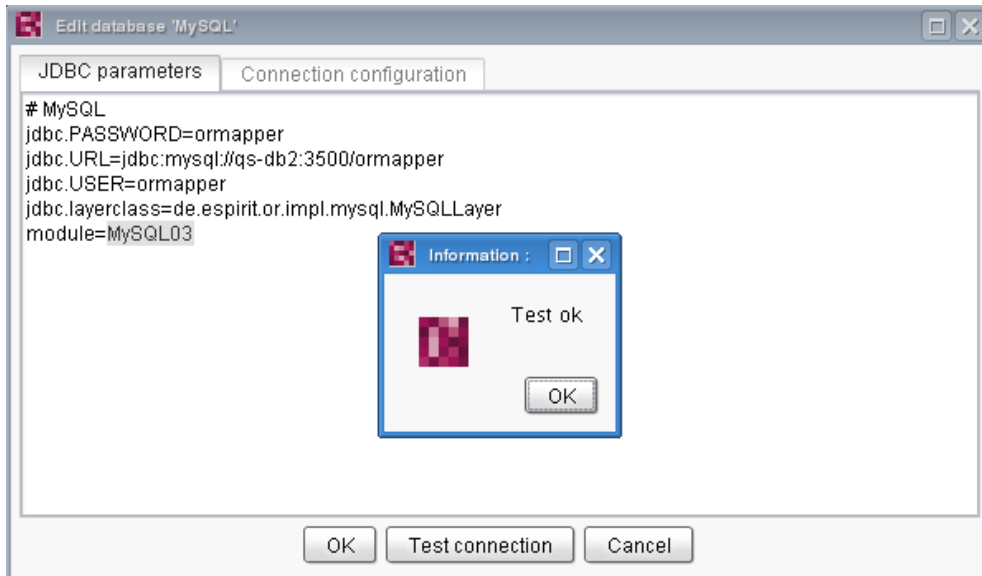 Edit database 'MySQL'
JDBC parameters
Connection configuration
# MySQL
jdbc.PASSWORD=ormapper
jdbc.URL=jdbc:mysql://qs-db2:3500/ormapper
jdbc.USER=ormapper
jdbc.layerclass=de.espirit.or.impl.mysql.MySQLLayer
module=MySQL03
Information :
Test ok
OK
OK
Test connection
Cancel